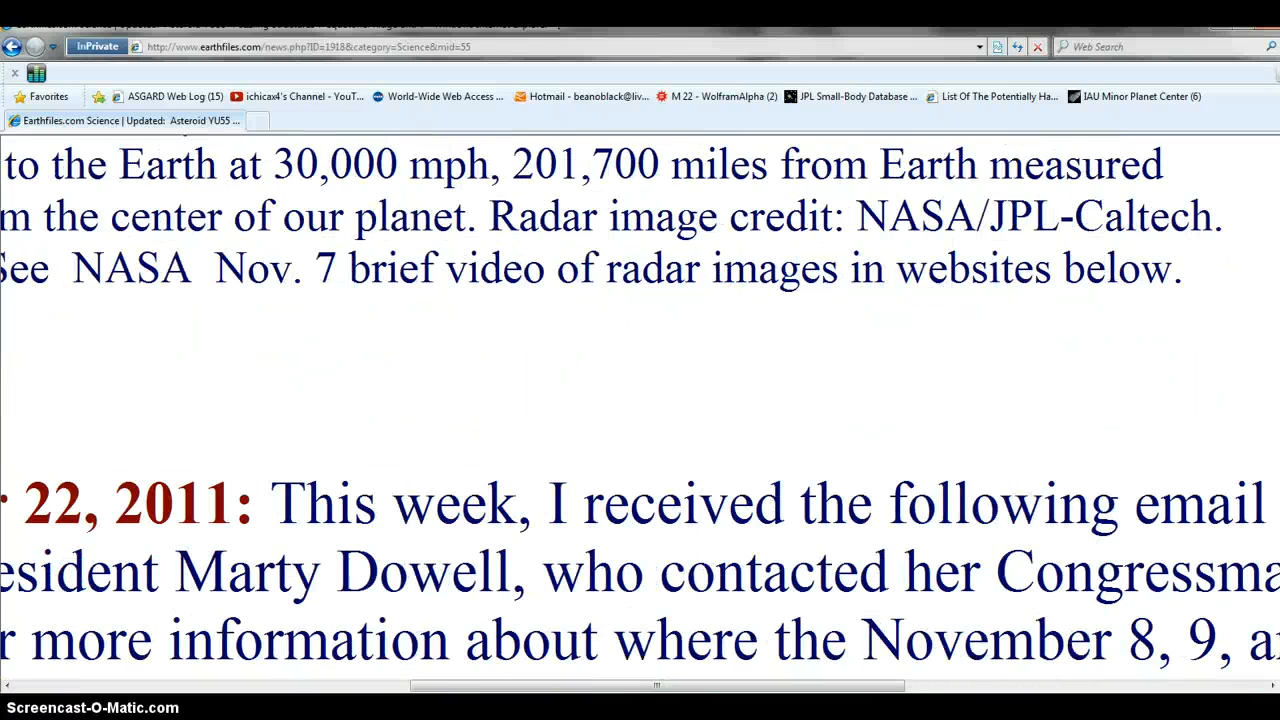 InPrivate
http://www.earthfiles.com/news.php?ID=1918&category=Science&mid=55
Web Search
x
Favorites
ASGARD Web Log (15)
ichicax4's Channel - YouT...
World-Wide Web Access ...
Hotmail - beanoblack@liv...
M 22 - WolframAlpha (2)
JPL Small-Body Database ...
List Of The Potentially Ha...
IAU Minor Planet Center (6)
Earthfiles.com Science | Updated: Asteroid YU55 ...
to the Earth at 30,000 mph, 201,700 miles from Earth measured
m the center of our planet. Radar image credit: NASA/JPL-Caltech.
See NASA Nov. 7 brief video of radar images in websites below.
r 22, 2011: This week, I received the following email
esident Marty Dowell, who contacted her Congressma
r more information about where the November 8, 9, a
Screencast-O-Matic.com